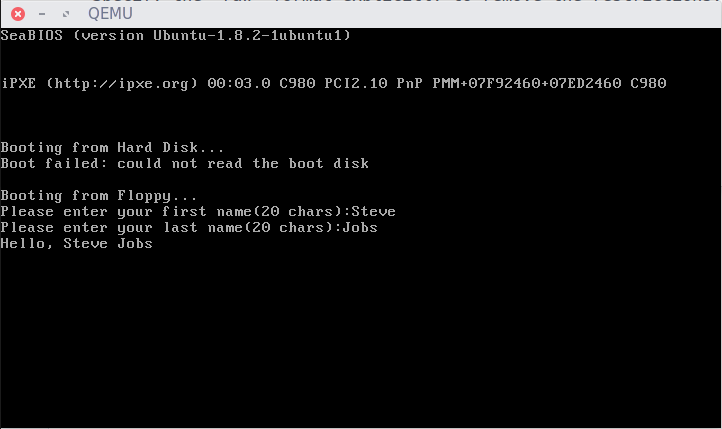 QEMU
SeaBIOS (version Ubuntu-1.8.2-1ubuntu1)
iPXE (http://ipxe.org) 00:03.0 C980 PCI2.10 PnP PMM+07F92460+07ED2460 C980
Booting from Hard Disk...
Boot failed: could not read the boot disk
Booting from Floppy...
Please enter your first name(20 chars):Steve
Please enter your last name(20 chars):Jobs
Hello, Steve Jobs